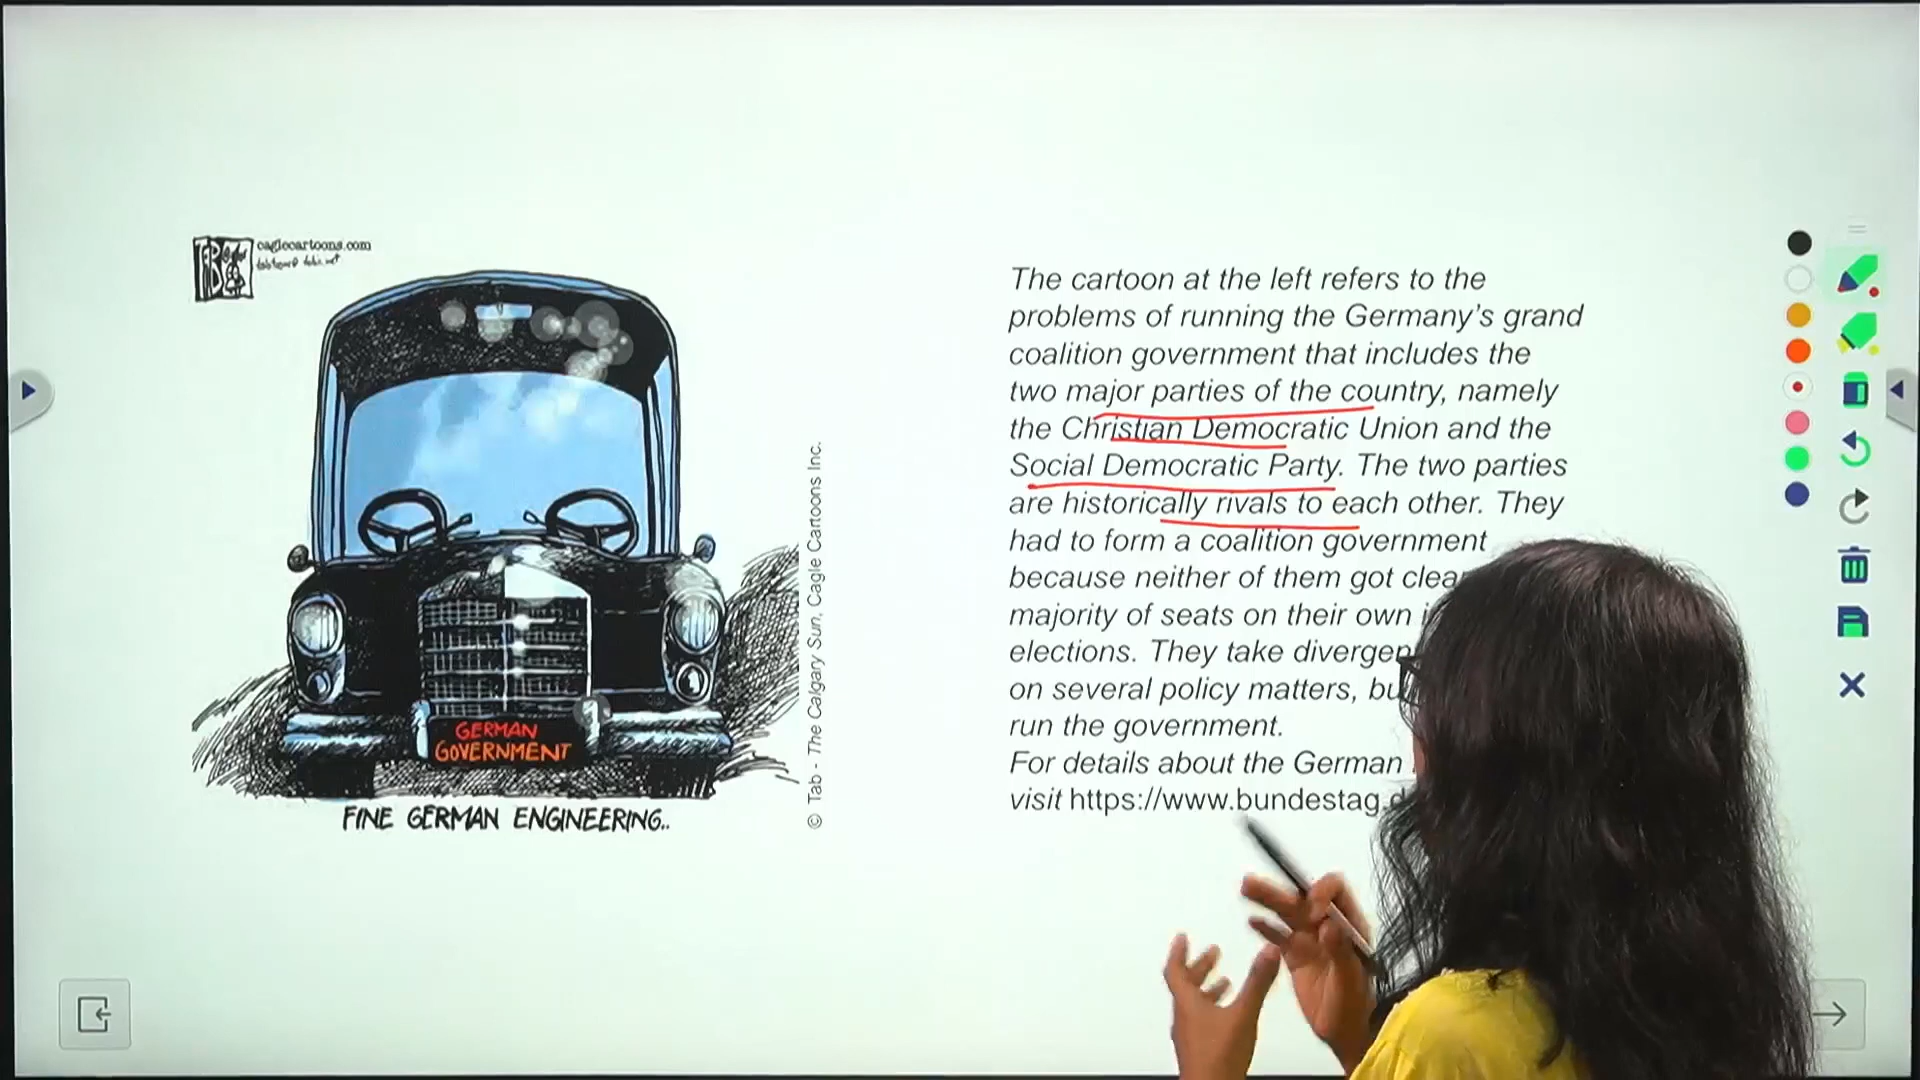 caglecartoons.com
The cartoon at the left refers to the
problems of running the Germany's grand
coalition government that includes the
two major parties of the country, namely
the Christian Democratic Union and the
Social Democratic Party. The two parties
are historically rivals to each other. They
had to form a coalition government
because neither of them got
majority of seats on their own
elections. They take
on several policy matters,
run the government.
For details about the German
visit https://www.bundestag.d
GERMAN
GOVERNMENT
FINE GERMAN ENGINEERING..
© Tab - The Calgary Sun, Cagle Cartoons Inc.